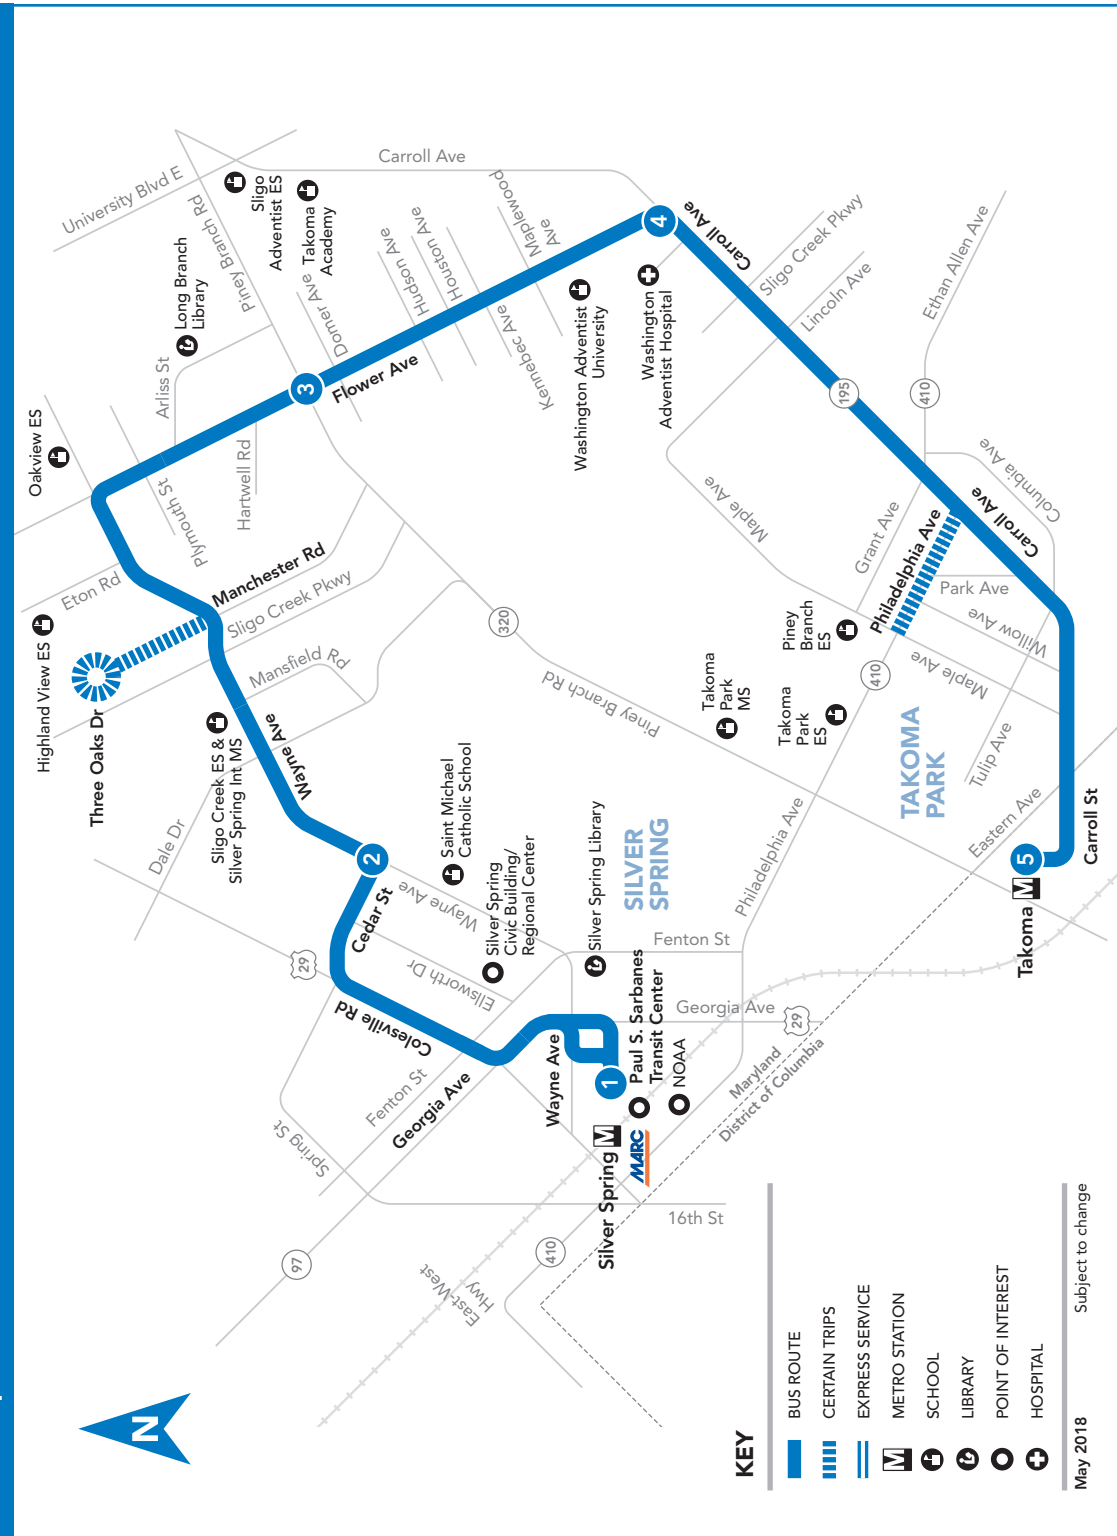 University Blvd E
Carroll Ave
Piney Branch Rd
Sligo
Adventist ES
Takoma
Academy
Long Branch
Library
Arliss St
Domer Ave
Hudson Ave
Houston Ave
Maplewood
Ave
Kennebec Ave
Flower Ave
3
4
Carroll Ave
Sligo Creek Pkwy
Lincoln Ave
Ethan Allen Ave
Washington Adventist
University
Washington
Adventist Hospital
195
410
Oakview ES
Plymouth St
Hartwell Rd
Eton Rd
Manchester Rd
Sligo Creek Pkwy
Highland View ES
Three Oaks Dr
Mansfield Rd
320
Piney Branch Rd
Maple Ave
Grant Ave
Philadelphia Ave
Columbia Ave
Carroll Ave
Park Ave
Willow Ave
Maple Ave
Tulip Ave
Piney
Branch
ES
410
Takoma
Park
MS
Takoma
Park
ES
TAKOMA
PARK
Eastern Ave
Carroll St
5
M
Takoma
Philadelphia Ave
Sligo Creek ES &
Silver Spring Int MS
Wayne Ave
Dale Dr
2
Cedar St
Saint Michael
Catholic School
Wayne Ave
Silver Spring
Civic Building/
Regional Center
Silver Spring Library
SILVER
SPRING
29
Ellsworth Dr
Fenton St
Georgia Ave
29
Colesville Rd
Fenton St
Georgia Ave
Wayne Ave
1
Paul S. Sarbanes
Transit Center
NOAA
Maryland
District of Columbia
Silver Spring
M
MARC
Spring St
16th St
97
410
East-West
Hwy
N
KEY
BUS ROUTE
CERTAIN TRIPS
EXPRESS SERVICE
M
METRO STATION
SCHOOL
LIBRARY
POINT OF INTEREST
HOSPITAL
May 2018
Subject to change